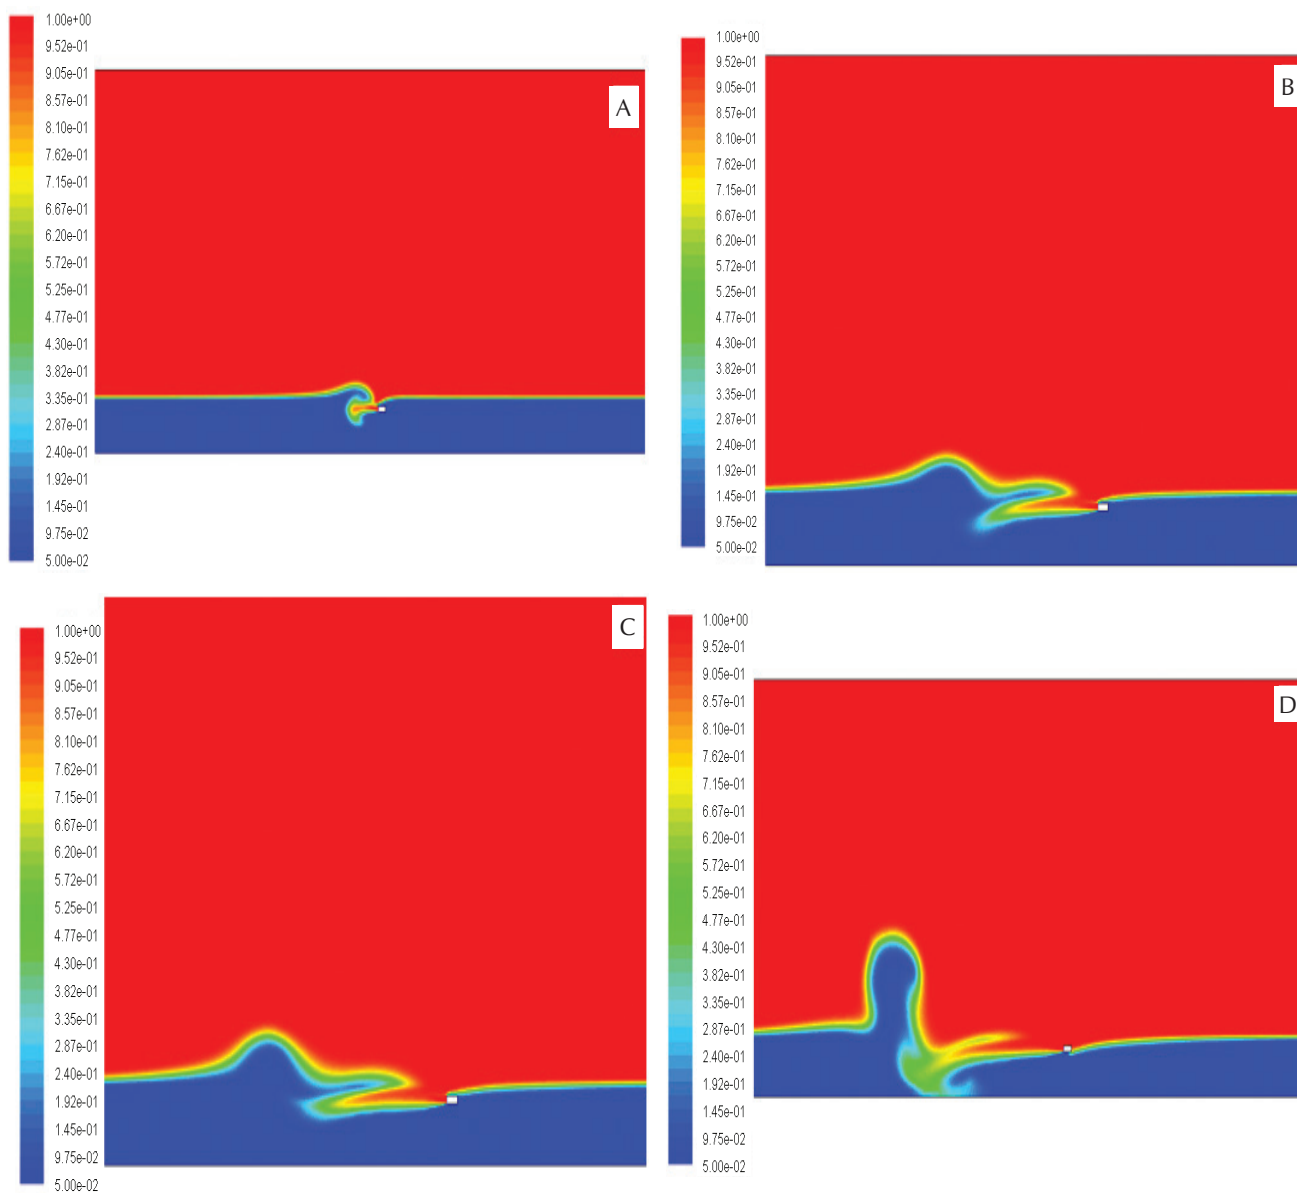 1.00e+00
9.52e-01
9.05e-01
8.57e-01
8.10e-01
7.62e-01
7.15e-01
6.67e-01
6.20e-01
5.72e-01
5.25e-01
4.77e-01
4.30e-01
3.82e-01
3.35e-01
2.87e-01
2.40e-01
1.92e-01
1.45e-01
9.75e-02
5.00e-02
A
1.00e+00
9.52e-01
9.05e-01
8.57e-01
8.10e-01
7.62e-01
7.15e-01
6.67e-01
6.20e-01
5.72e-01
5.25e-01
4.77e-01
4.30e-01
3.82e-01
3.35e-01
2.87e-01
2.40e-01
1.92e-01
1.45e-01
9.75e-02
5.00e-02
B
1.00e+00
9.52e-01
9.05e-01
8.57e-01
8.10e-01
7.62e-01
7.15e-01
6.67e-01
6.20e-01
5.72e-01
5.25e-01
4.77e-01
4.30e-01
3.82e-01
3.35e-01
2.87e-01
2.40e-01
1.92e-01
1.45e-01
9.75e-02
5.00e-02
C
1.00e+00
9.52e-01
9.05e-01
8.57e-01
8.10e-01
7.62e-01
7.15e-01
6.67e-01
6.20e-01
5.72e-01
5.25e-01
4.77e-01
4.30e-01
3.82e-01
3.35e-01
2.87e-01
2.40e-01
1.92e-01
1.45e-01
9.75e-02
5.00e-02
D